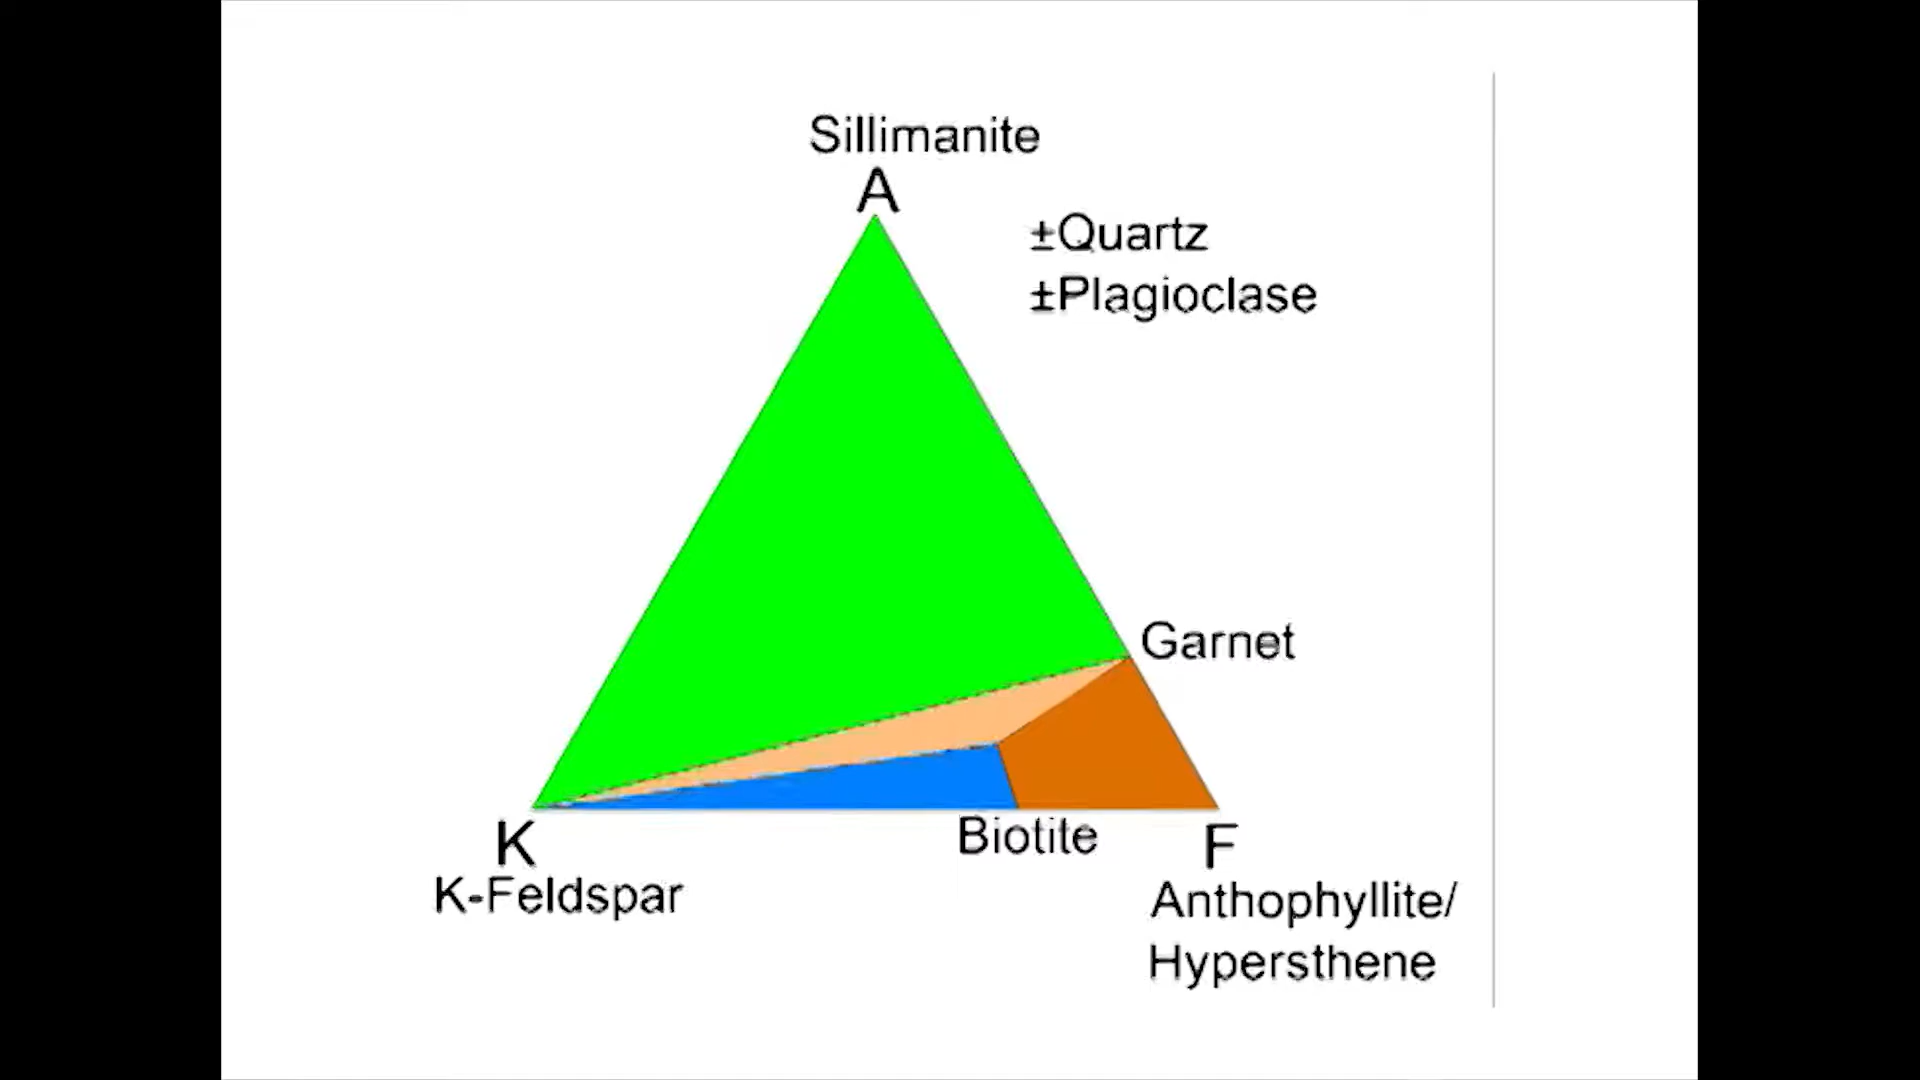 Sillimanite
A
±Quartz
±Plagioclase
Garnet
K
Biotite
F
K-Feldspar
Anthophyllite/
Hypersthene